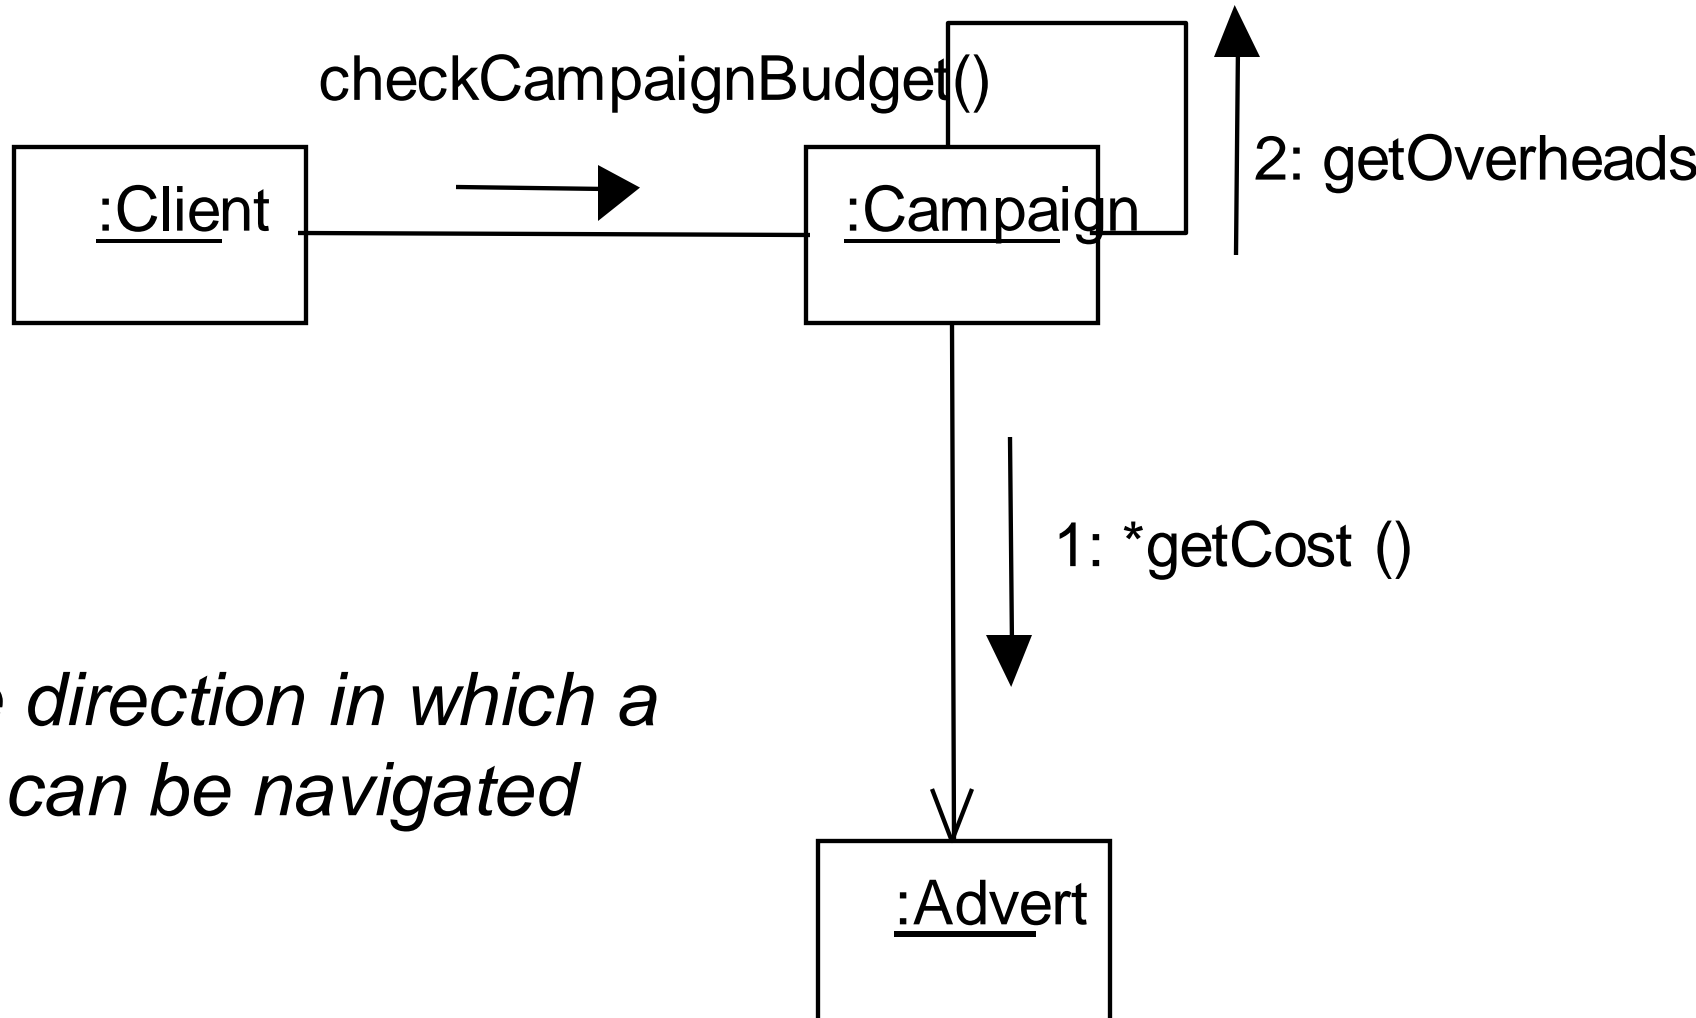 checkCampaignBudget()
2: getOverheads
:Client
:Campaign
1: *getCost ()
direction in which a
can be navigated
:Advert